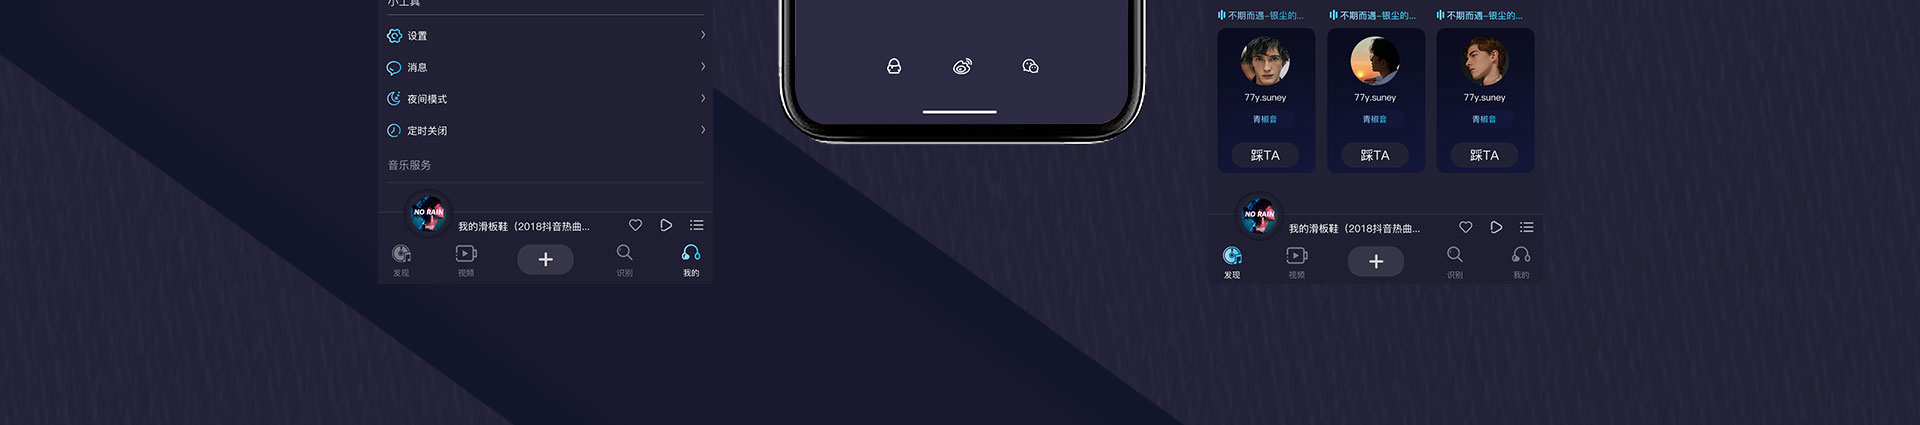 小工具
设置
消息
夜间模式
定时关闭
音乐服务
NO RAIN
我的滑板鞋（2018抖音热曲...
发现
视频
识别
我的
不期而遇-银尘的...
不期而遇-银尘的...
不期而遇-银尘的...
77y.suney
77y.suney
77y.suney
青椒音
青椒音
青椒音
踩TA
踩TA
踩TA
NO RAIN
我的滑板鞋（2018抖音热曲...
发现
视频
识别
我的